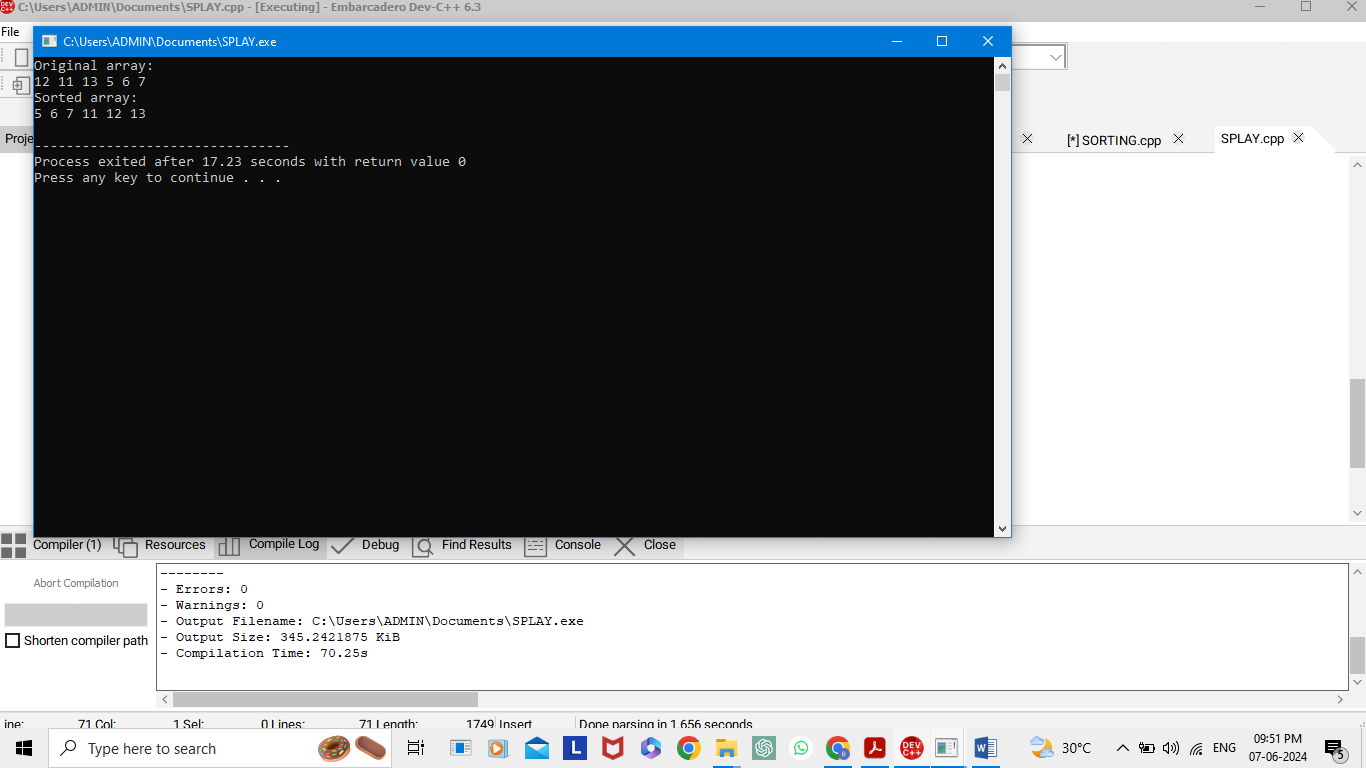 C:\Users\ADMIN\Documents\SPLAY.cpp - [Executing] - Embarcadero Dev-C++ 6.3
File
C:\Users\ADMIN\Documents\SPLAY.exe
Original array:
12 11 13 5 6 7
Sorted array:
5 6 7 11 12 13
--------------------------------
Process exited after 17.23 seconds with return value 0
Press any key to continue . . .
Proje
[*] SORTING.cpp
SPLAY.cpp
Compiler (1) Resources Compile Log Debug Find Results Console Close
Abort Compilation
Shorten compiler path
--------
- Errors: 0
- Warnings: 0
- Output Filename: C:\Users\ADMIN\Documents\SPLAY.exe
- Output Size: 345.2421875 KiB
- Compilation Time: 70.25s
ine: 71 Col: 1 Sel: 0 Lines: 71 Length: 1749 Insert Done parsing in 1.656 seconds
Type here to search
L
DEV C++
W
30°C
ENG
09:51 PM
07-06-2024
5